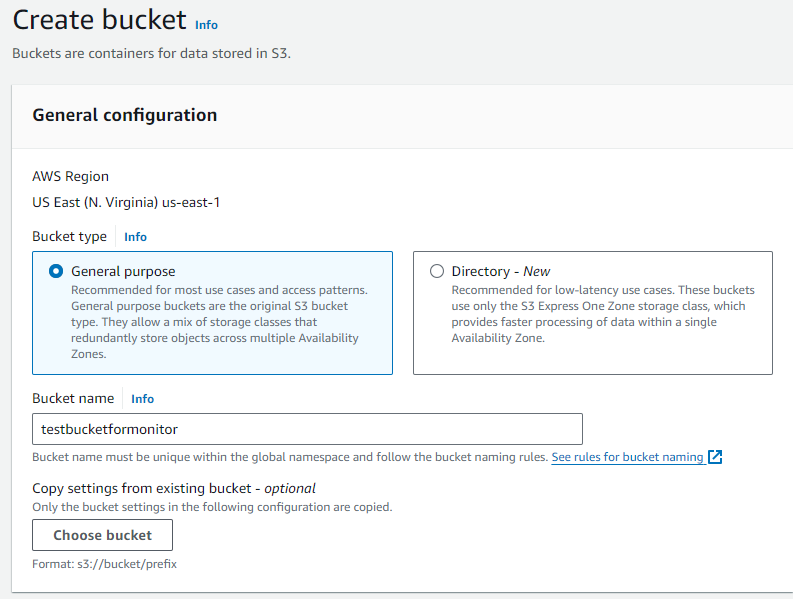 Create bucket Info
Buckets are containers for data stored in S3.
General configuration
AWS Region
US East (N. Virginia) us-east-1
Bucket type Info
General purpose
Recommended for most use cases and access patterns.
General purpose buckets are the original S3 bucket
type. They allow a mix of storage classes that
redundantly store objects across multiple Availability
Zones.
Directory - New
Recommended for low-latency use cases. These buckets
use only the S3 Express One Zone storage class, which
provides faster processing of data within a single
Availability Zone.
Bucket name Info
testbucketformonitor
Bucket name must be unique within the global namespace and follow the bucket naming rules. See rules for bucket naming
Copy settings from existing bucket - optional
Only the bucket settings in the following configuration are copied.
Choose bucket
Format: s3://bucket/prefix